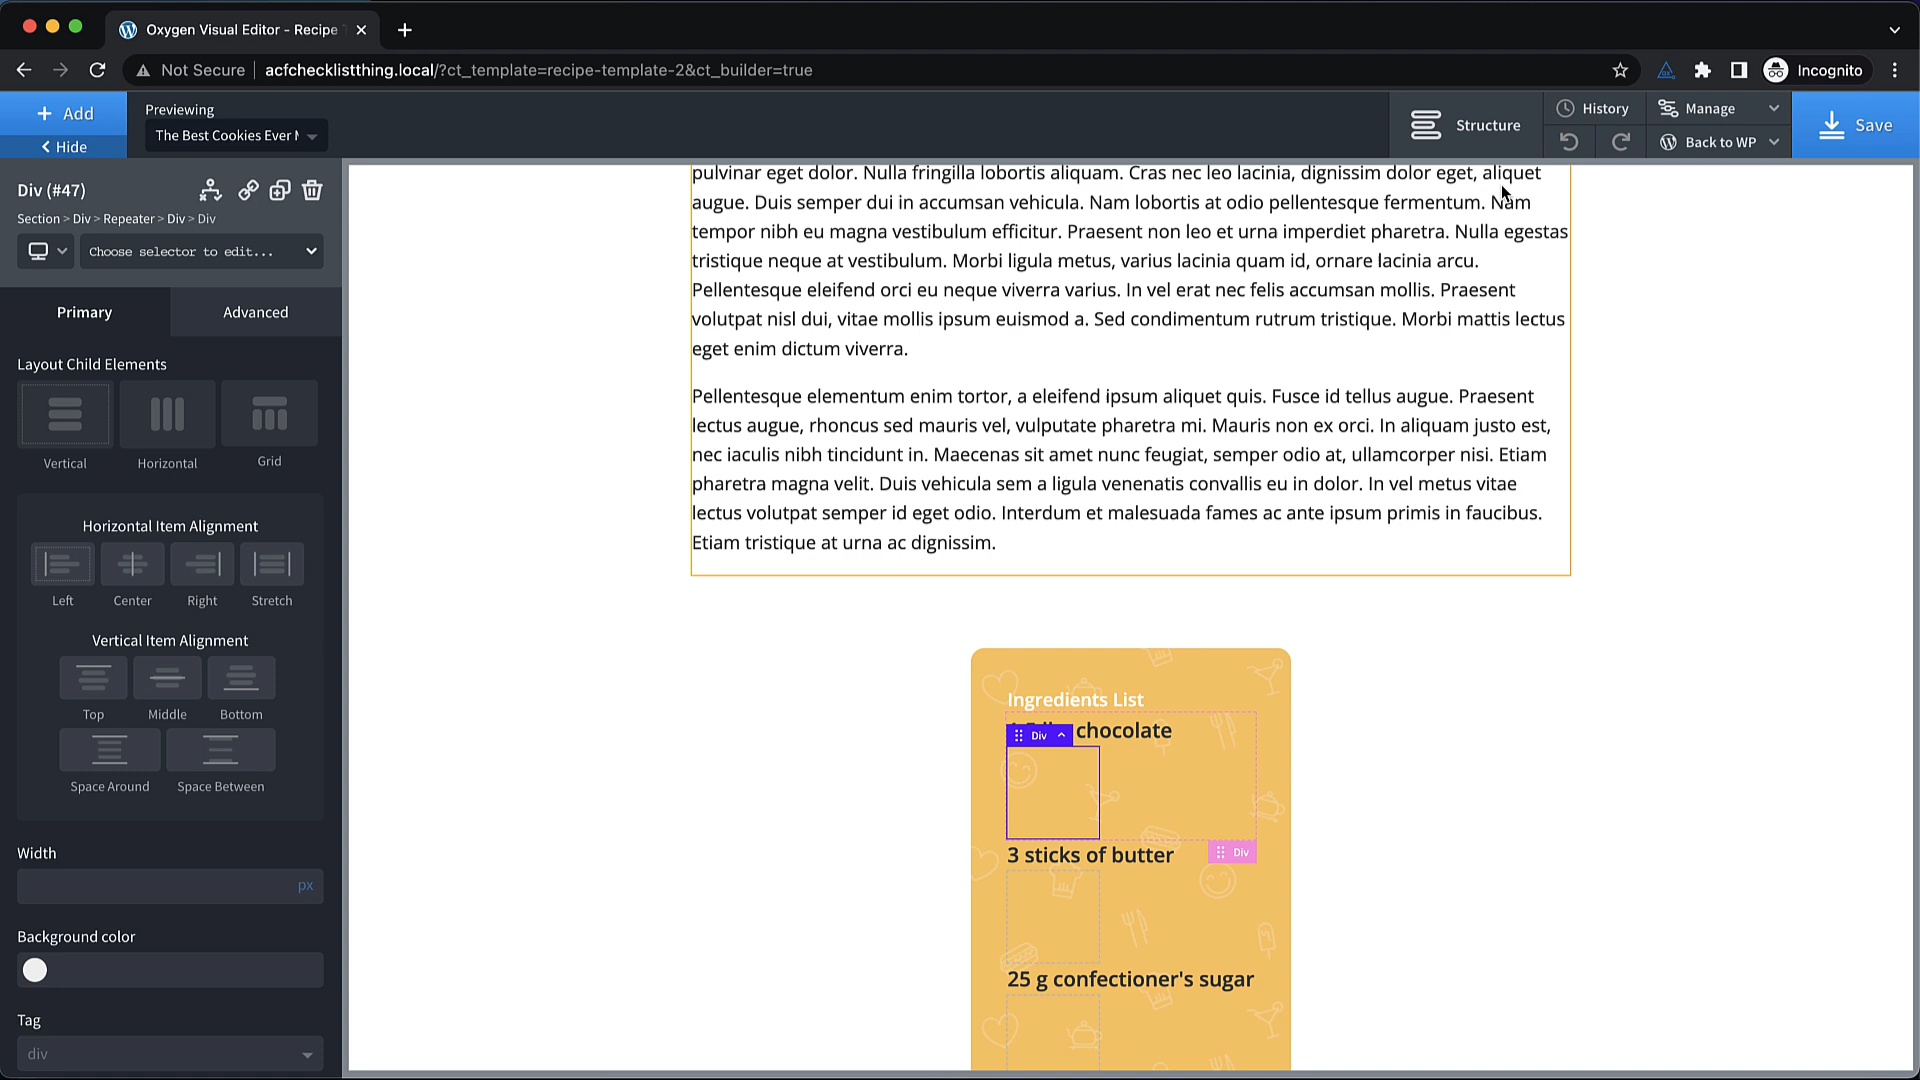 Oxygen Visual Editor - Recipe
Not Secure
acfchecklistthing.local/?ct_template=recipe-template-2&ct_builder=true
Incognito
+ Add
Hide
Previewing
The Best Cookies Ever
Structure
History
Manage
Back to WP
Save
Div (#47)
Section > Div > Repeater > Div > Div
Choose selector to edit...
Primary
Advanced
Layout Child Elements
Vertical
Horizontal
Grid
Horizontal Item Alignment
Left
Center
Right
Stretch
Vertical Item Alignment
Top
Middle
Bottom
Space Around
Space Between
Width
px
Background color
Tag
div
pulvinar eget dolor. Nulla fringilla lobortis aliquam. Cras nec leo lacinia, dignissim dolor eget, aliquet
augue. Duis semper dui in accumsan vehicula. Nam lobortis at odio pellentesque fermentum. Nam
tempor nibh eu magna vestibulum efficitur. Praesent non leo et urna imperdiet pharetra. Nulla egestas
tristique neque at vestibulum. Morbi ligula metus, varius lacinia quam id, ornare lacinia arcu.
Pellentesque eleifend orci eu neque viverra varius. In vel erat nec felis accumsan mollis. Praesent
volutpat nisl dui, vitae mollis ipsum euismod a. Sed condimentum rutrum tristique. Morbi mattis lectus
eget enim dictum viverra.
Pellentesque elementum enim tortor, a eleifend ipsum aliquet quis. Fusce id tellus augue. Praesent
lectus augue, rhoncus sed mauris vel, vulputate pharetra mi. Mauris non ex orci. In aliquam justo est,
nec iaculis nibh tincidunt in. Maecenas sit amet nunc feugiat, semper odio at, ullamcorper nisi. Etiam
pharetra magna velit. Duis vehicula sem a ligula venenatis convallis eu in dolor. In vel metus vitae
lectus volutpat semper id eget odio. Interdum et malesuada fames ac ante ipsum primis in faucibus.
Etiam tristique at urna ac dignissim.
Ingredients List
chocolate
Div
3 sticks of butter
Div
25 g confectioner's sugar